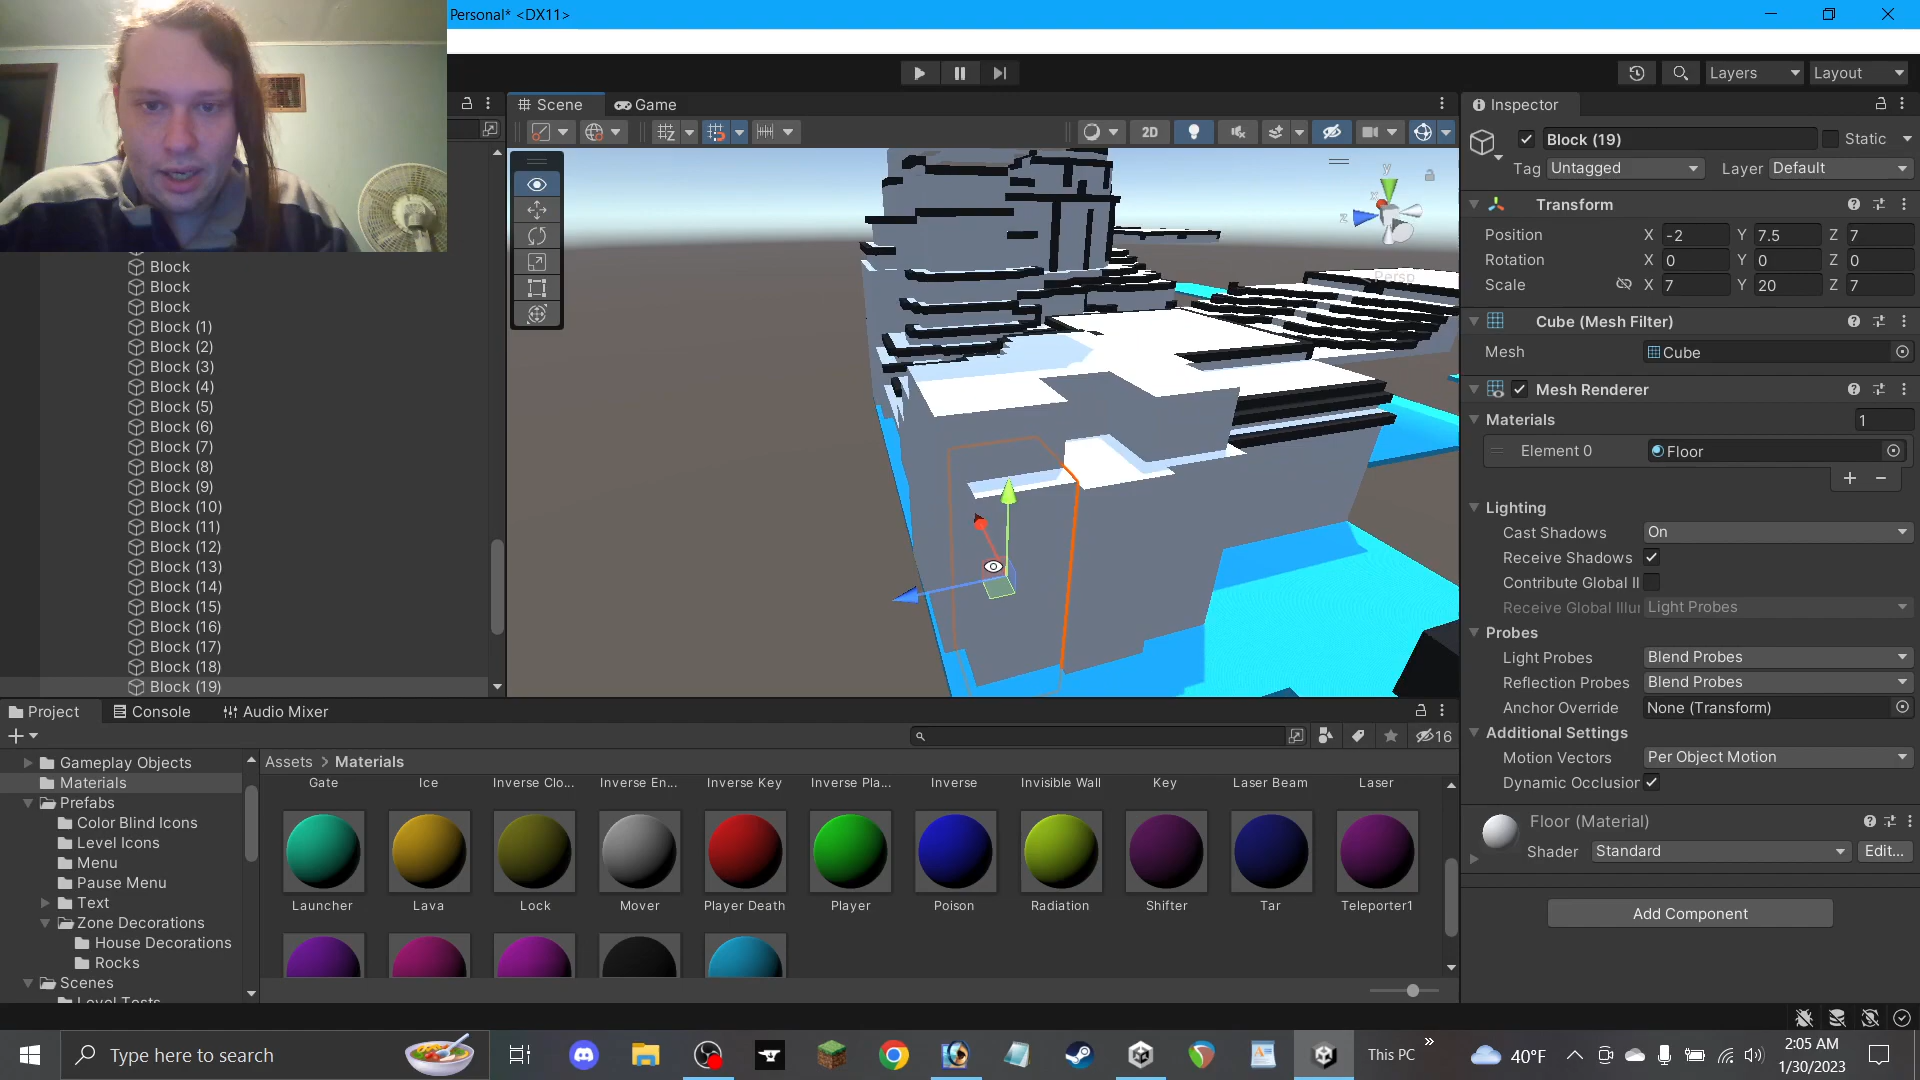 Personal* <DX11>
Layers
Layout
Scene
Game
2D
Persp
Y
X
Z
Block
Block
Block
Block (1)
Block (2)
Block (3)
Block (4)
Block (5)
Block (6)
Block (7)
Block (8)
Block (9)
Block (10)
Block (11)
Block (12)
Block (13)
Block (14)
Block (15)
Block (16)
Block (17)
Block (18)
Block (19)
Inspector
Block (19)
Static
Tag Untagged Layer Default
Transform
Position X -2 Y 7.5 Z 7
Rotation X 0 Y 0 Z 0
Scale X 7 Y 20 Z 7
Cube (Mesh Filter)
Mesh Cube
Mesh Renderer
Materials 1
Element 0 Floor
Lighting
Cast Shadows On
Receive Shadows
Contribute Global Il
Receive Global Illur Light Probes
Probes
Light Probes Blend Probes
Reflection Probes Blend Probes
Anchor Override None (Transform)
Additional Settings
Motion Vectors Per Object Motion
Dynamic Occlusior
Floor (Material)
Shader Standard Edit...
Add Component
Project
Console
Audio Mixer
16
Gameplay Objects
Materials
Prefabs
Color Blind Icons
Level Icons
Menu
Pause Menu
Text
Zone Decorations
House Decorations
Rocks
Scenes
Level Tests
Assets > Materials
Gate Ice Inverse Clo... Inverse En... Inverse Key Inverse Pla... Inverse Invisible Wall Key Laser Beam Laser
Launcher Lava Lock Mover Player Death Player Poison Radiation Shifter Tar Teleporter1
Type here to search
This PC
40°F
2:05 AM
1/30/2023